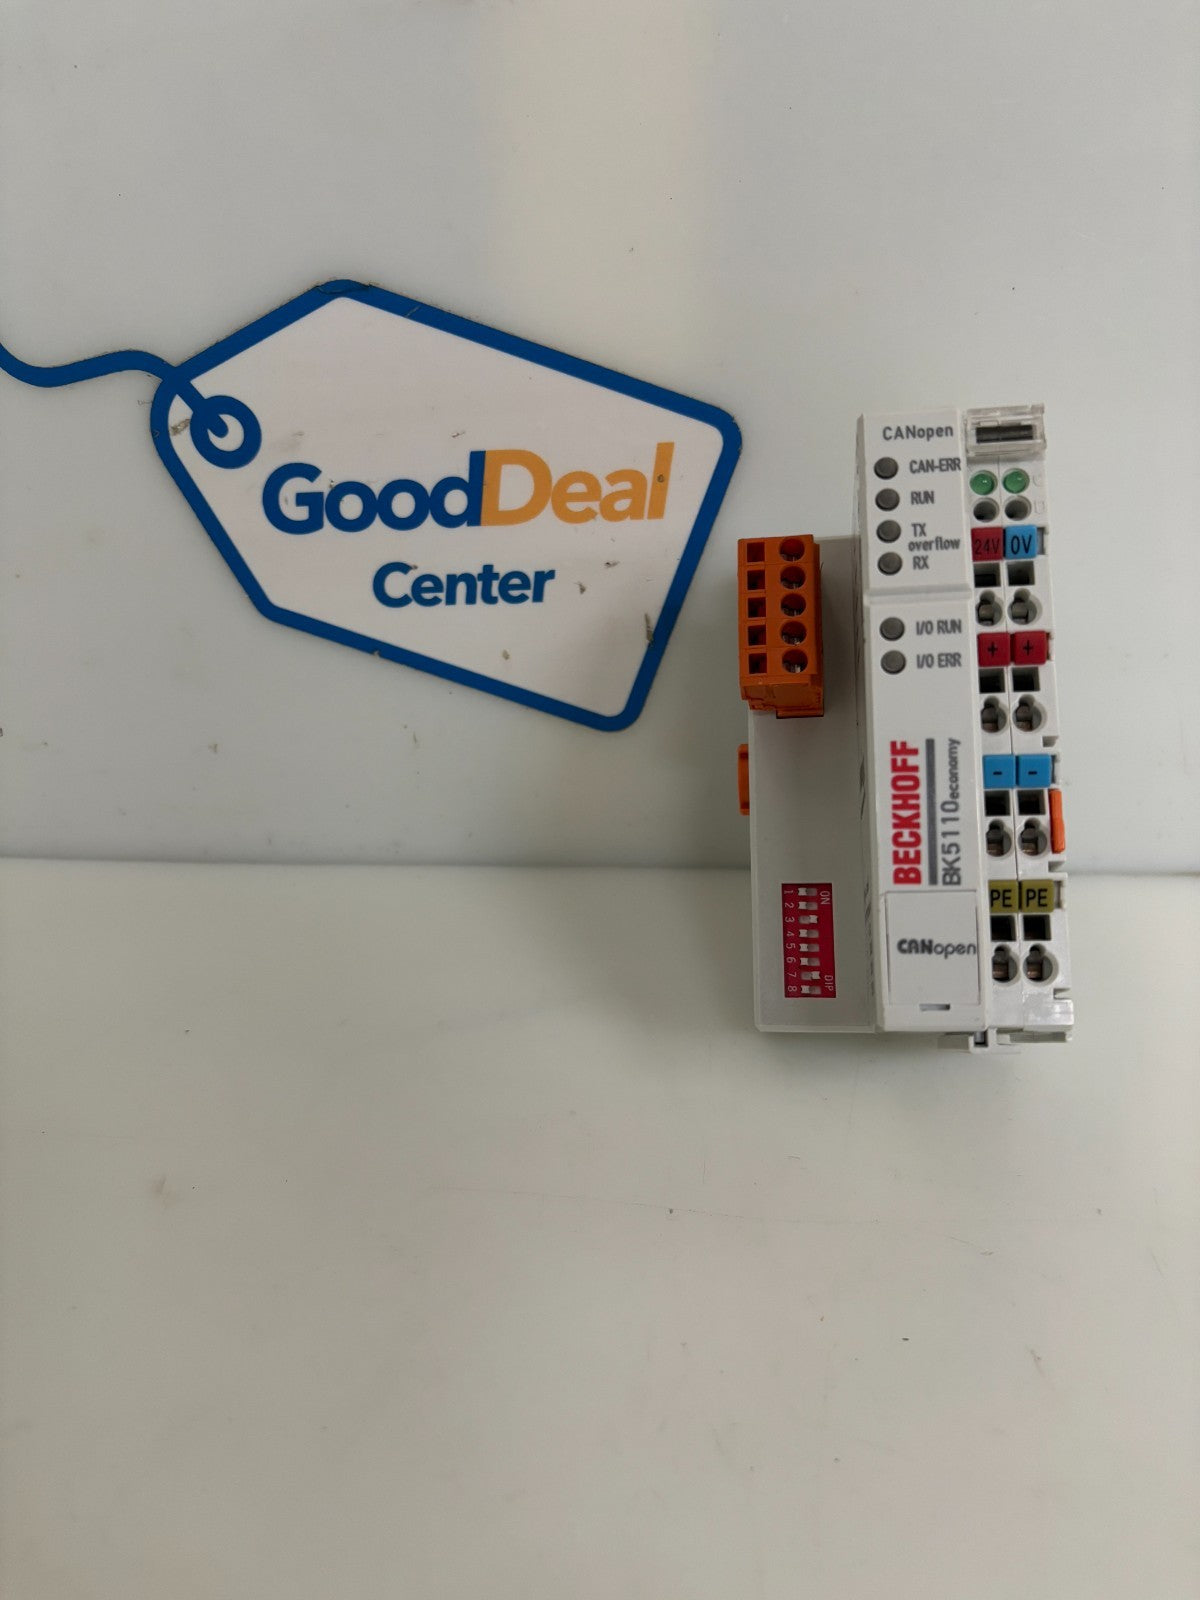 GoodDeal
Center
CANopen
CAN-ERR
RUN
TX
overflow
RX
I/O RUN
I/O ERR
24V 0V
+ +
- -
PE PE
BECKHOFF
BK5110 economy
CANopen
ON
DIP
1 2 3 4 5 6 7 8